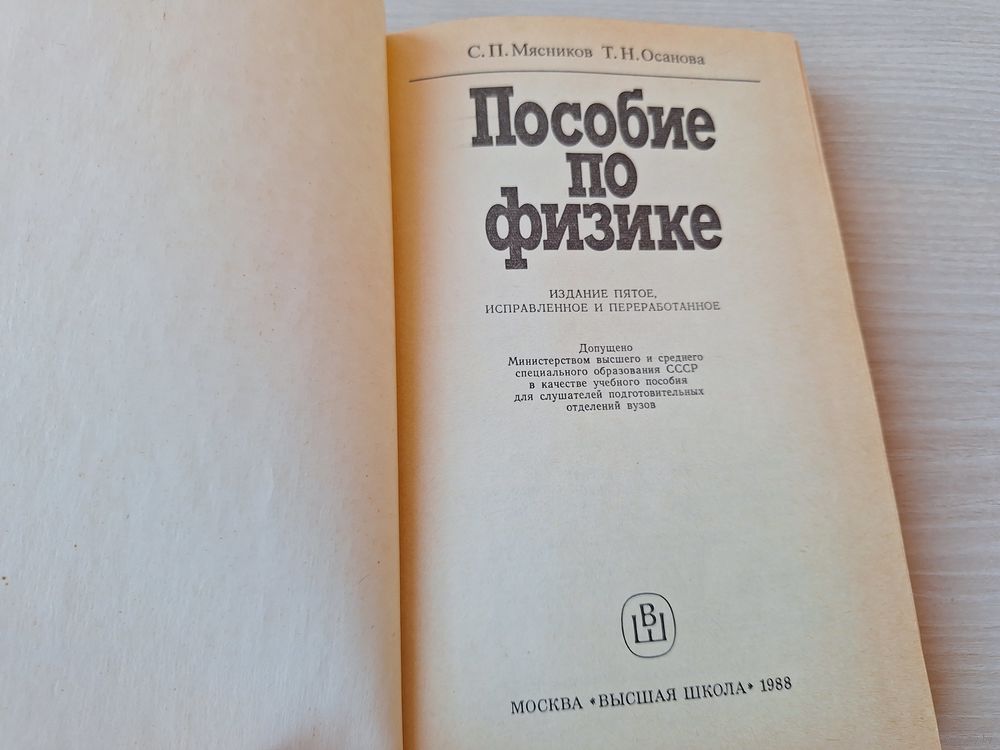 С. П. Мясников Т. Н. Осанова
Пособие
по
физике
ИЗДАНИЕ ПЯТОЕ,
ИСПРАВЛЕННОЕ И ПЕРЕРАБОТАННОЕ
Допущено
Министерством высшего и среднего
специального образования СССР
в качестве учебного пособия
для слушателей подготовительных
отделений вузов
ВШ
МОСКВА «ВЫСШАЯ ШКОЛА» 1988